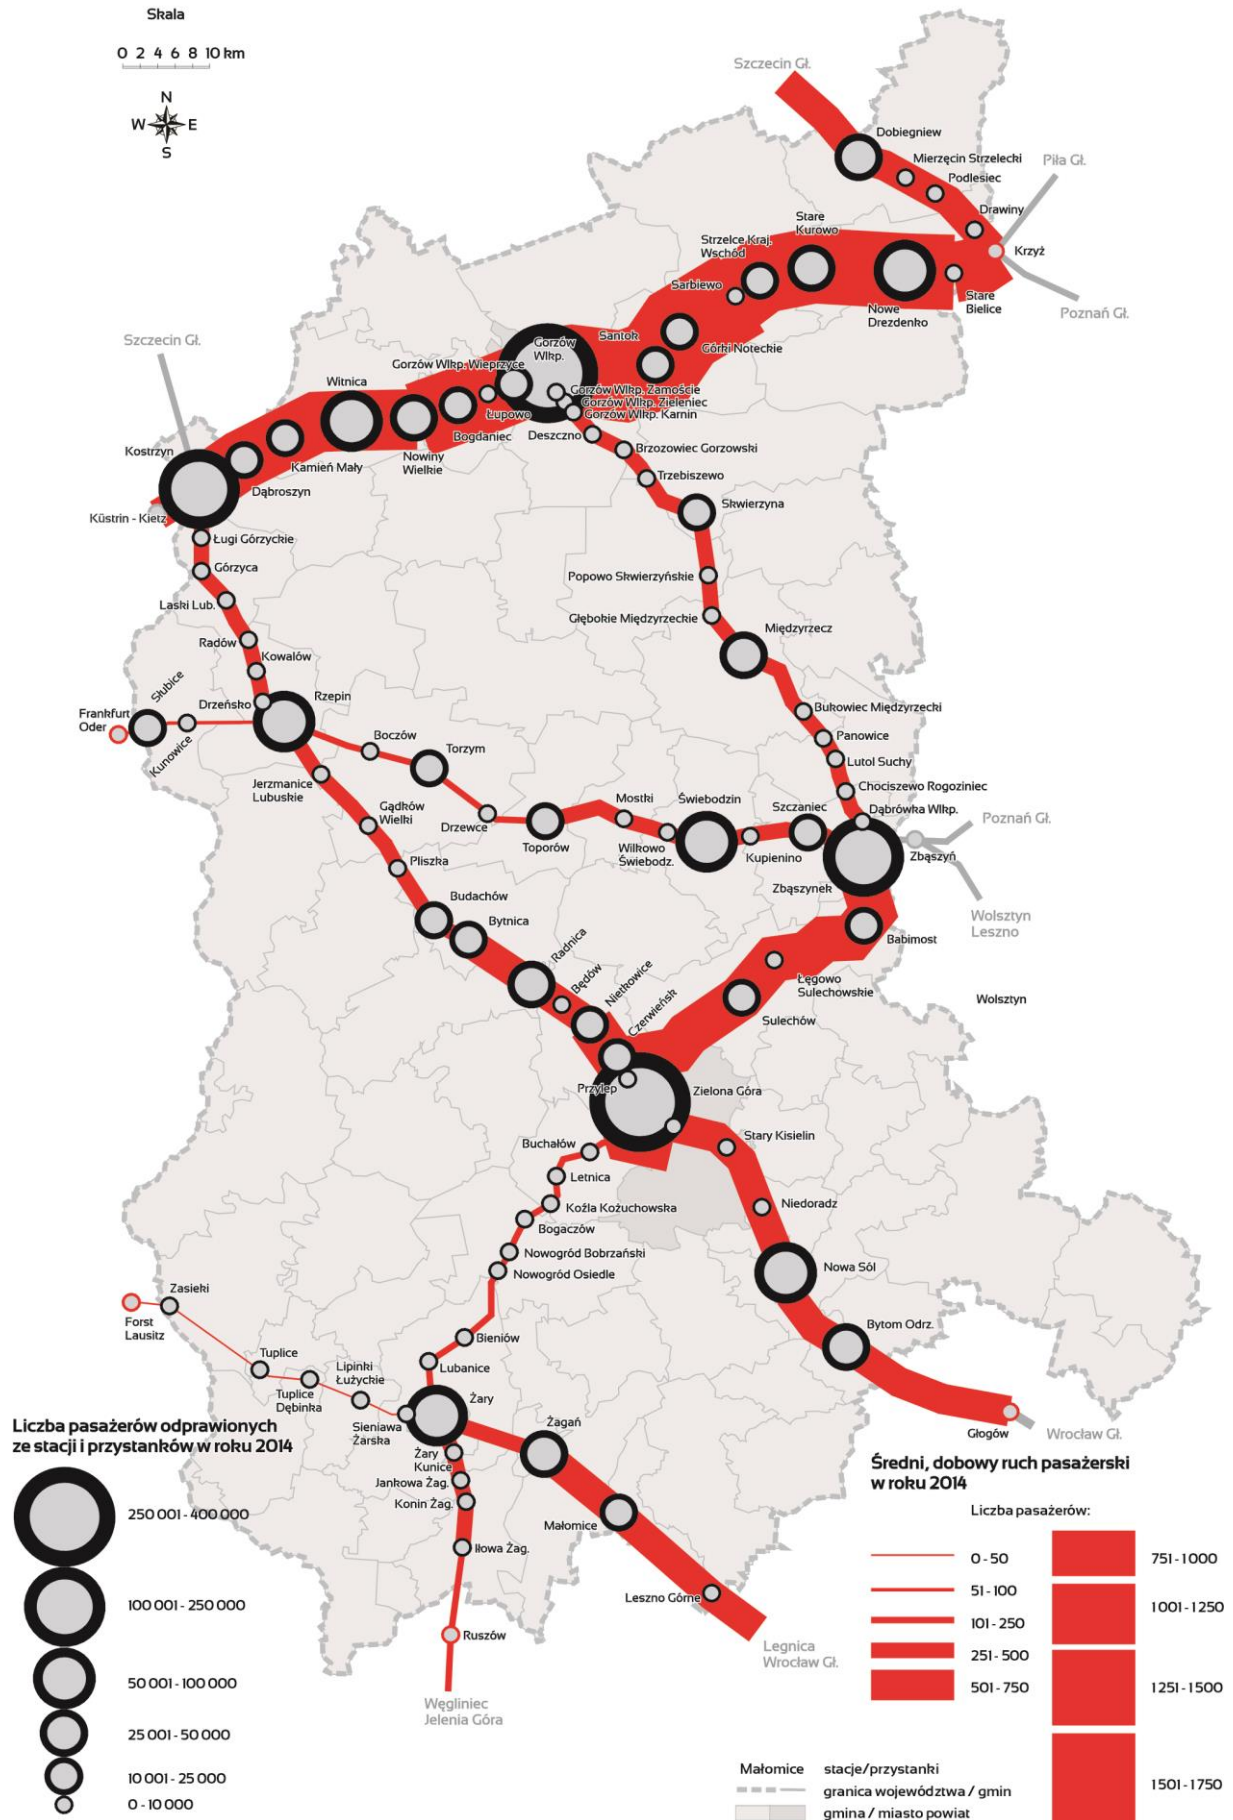 Skala
0 2 4 6 8 10 km
N
W E
S
Szczecin Gł.
Dobiegniew
Mierzęcin Strzelecki
Podlesiec
Piła Gł.
Drawiny
Krzyż
Stare
Kurowo
Strzelce Kraj.
Wschód
Sarbiewo
Stare
Bielice
Poznań Gł.
Nowe
Drezdenko
Santok
Górki Noteckie
Gorzów
Wlkp.
Szczecin Gł.
Gorzów Wlkp. Wieprzyce
Witnica
Gorzów Wlkp. Zamoście
Gorzów Wlkp. Zieleniec
Gorzów Wlkp. Karnin
Łupowo
Bogdaniec
Deszczno
Brzozowiec Gorzowski
Kostrzyn
Nowiny
Wielkie
Kamień Mały
Dąbroszyn
Trzebiszewo
Skwierzyna
Küstrin - Kietz
Ługi Górzyckie
Górzyca
Popowo Skwierzyńskie
Laski Lub.
Głębokie Międzyrzeckie
Radów
Międzyrzecz
Kowalów
Słubice
Drzeńsko
Rzepin
Frankfurt
Oder
Kunowice
Bukowiec Międzyrzecki
Boczów
Torzym
Panowice
Lutol Suchy
Jerzmanice
Lubuskie
Chociszewo Rogoziniec
Gądków
Wielki
Drzewce
Toporów
Mostki
Świebodzin
Szczaniec
Dąbrówka Wlkp.
Poznań Gł.
Wilkowo
Świebodz.
Kupienino
Zbąszyń
Pliszka
Zbąszynek
Budachów
Bytnica
Wolsztyn
Leszno
Babimost
Radnica
Będów
Nietkowice
Czerwieńsk
Łęgowo
Sulechowskie
Wolsztyn
Sulechów
Przylep
Zielona Góra
Stary Kisielin
Buchałów
Letnica
Koźla Kożuchowska
Niedoradz
Bogaczów
Nowogród Bobrzański
Nowogród Osiedle
Nowa Sól
Zasieki
Forst
Lausitz
Bytom Odrz.
Bieniów
Tuplice
Lubanice
Tuplice
Dębinka
Lipinki
Łużyckie
Żary
Sieniawa
Żarska
Żagań
Głogów
Wrocław Gł.
Żary
Kunice
Jankowa Żag.
Konin Żag.
Małomice
Iłowa Żag.
Leszno Górne
Ruszów
Legnica
Wrocław Gł.
Węgliniec
Jelenia Góra
Liczba pasażerów odprawionych
ze stacji i przystanków w roku 2014
250 001 - 400 000
100 001 - 250 000
50 001 - 100 000
25 001 - 50 000
10 001 - 25 000
0 - 10 000
Średni, dobowy ruch pasażerski
w roku 2014
Liczba pasażerów:
0 - 50
51 - 100
101 - 250
251 - 500
501 - 750
751 - 1000
1001 - 1250
1251 - 1500
1501 - 1750
Małomice stacje/przystanki
granica województwa / gmin
gmina / miasto powiat